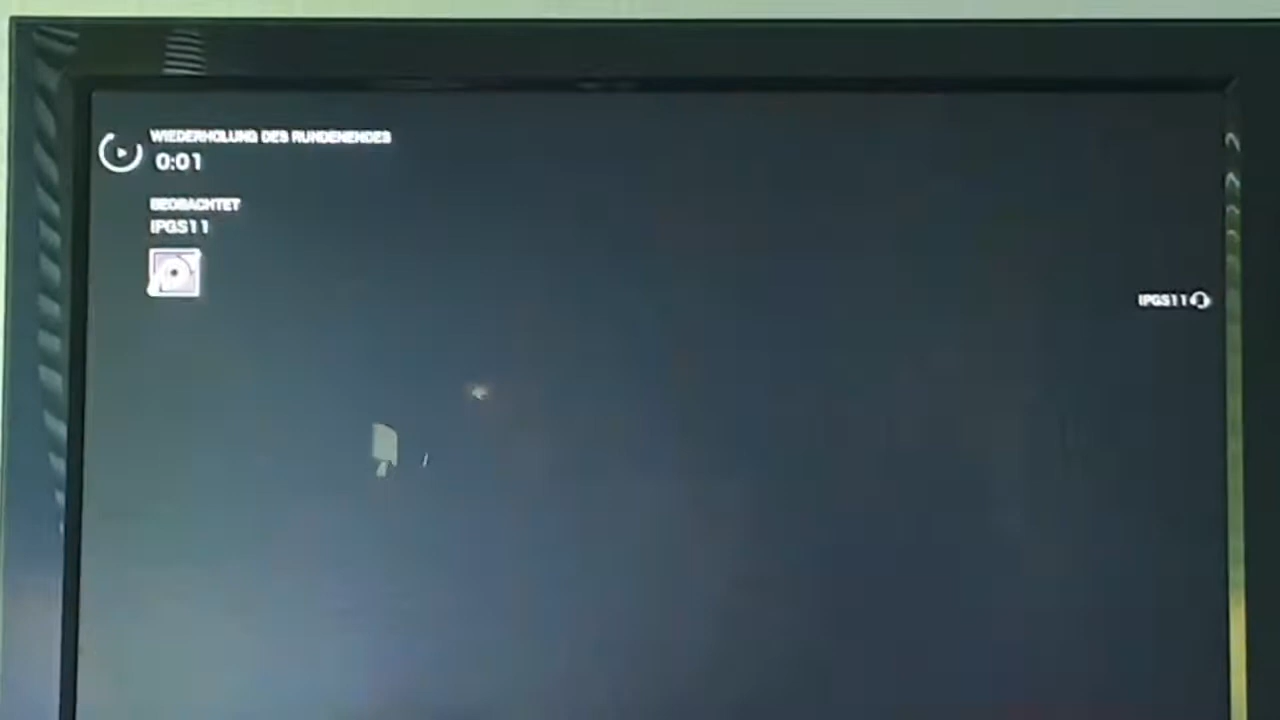 WIEDERHOLUNG DES RUNDENENDES
0:01
BEOBACHTET
IPGS11
IPGS11